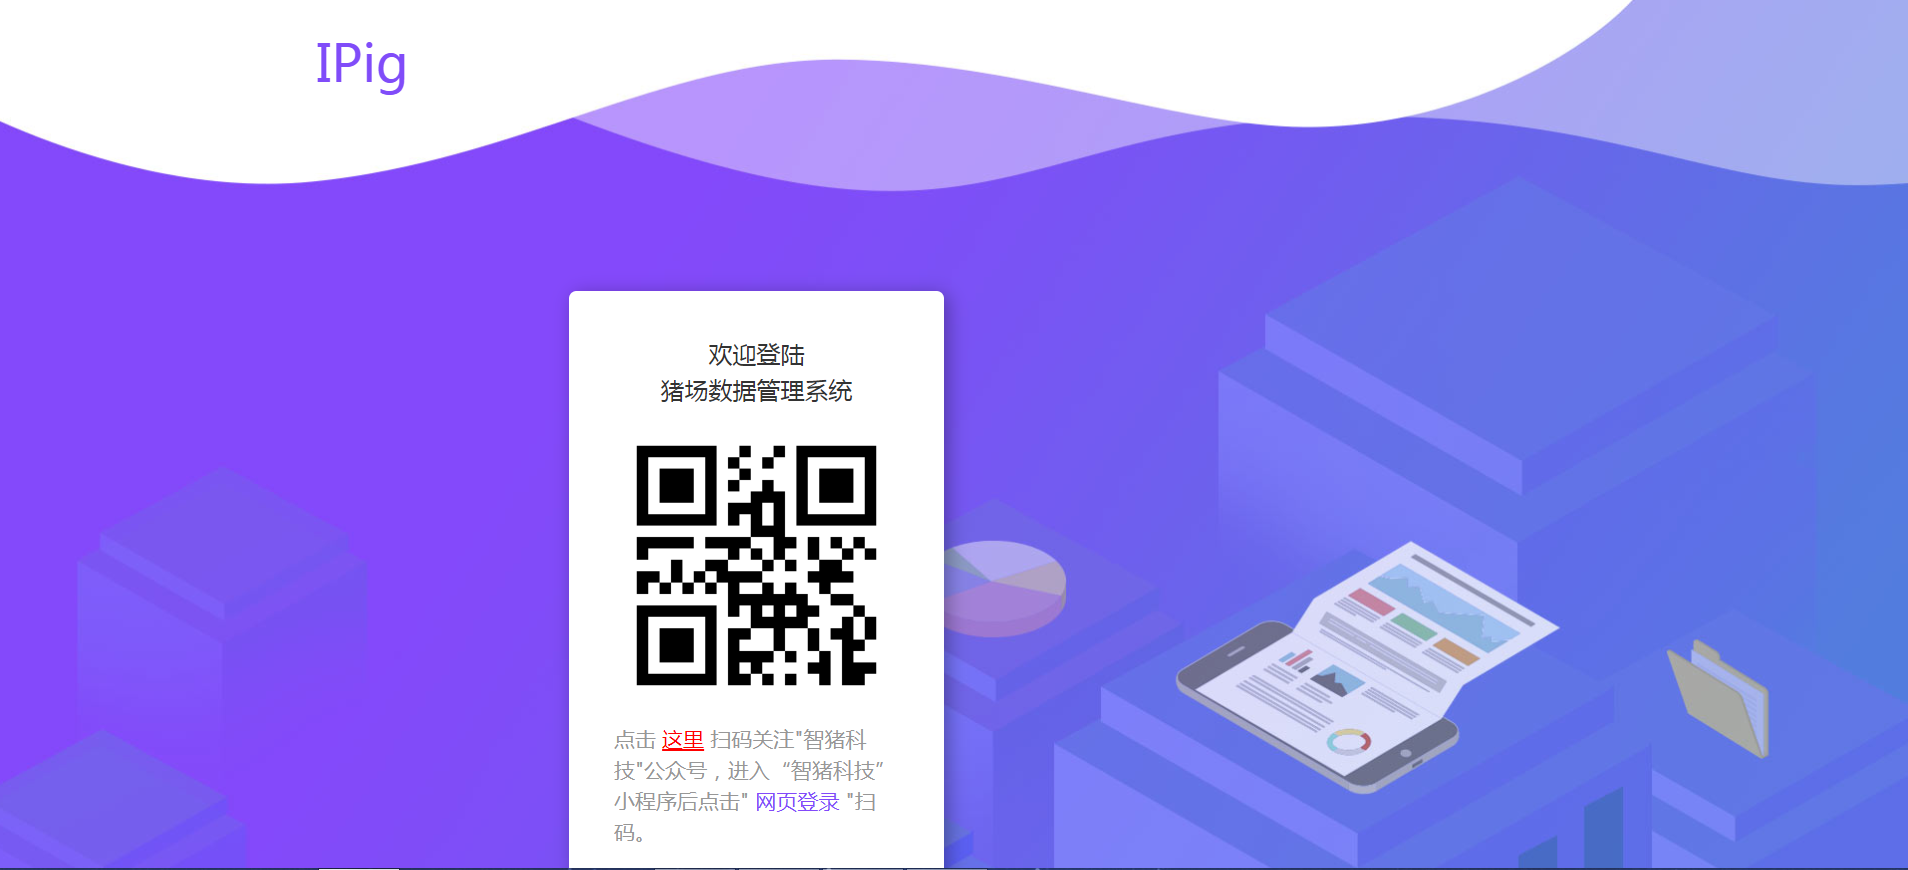 IPig
欢迎登陆
猪场数据管理系统
点击 这里 扫码关注"智猪科
技"公众号，进入“智猪科技”
小程序后点击" 网页登录 "扫
码。